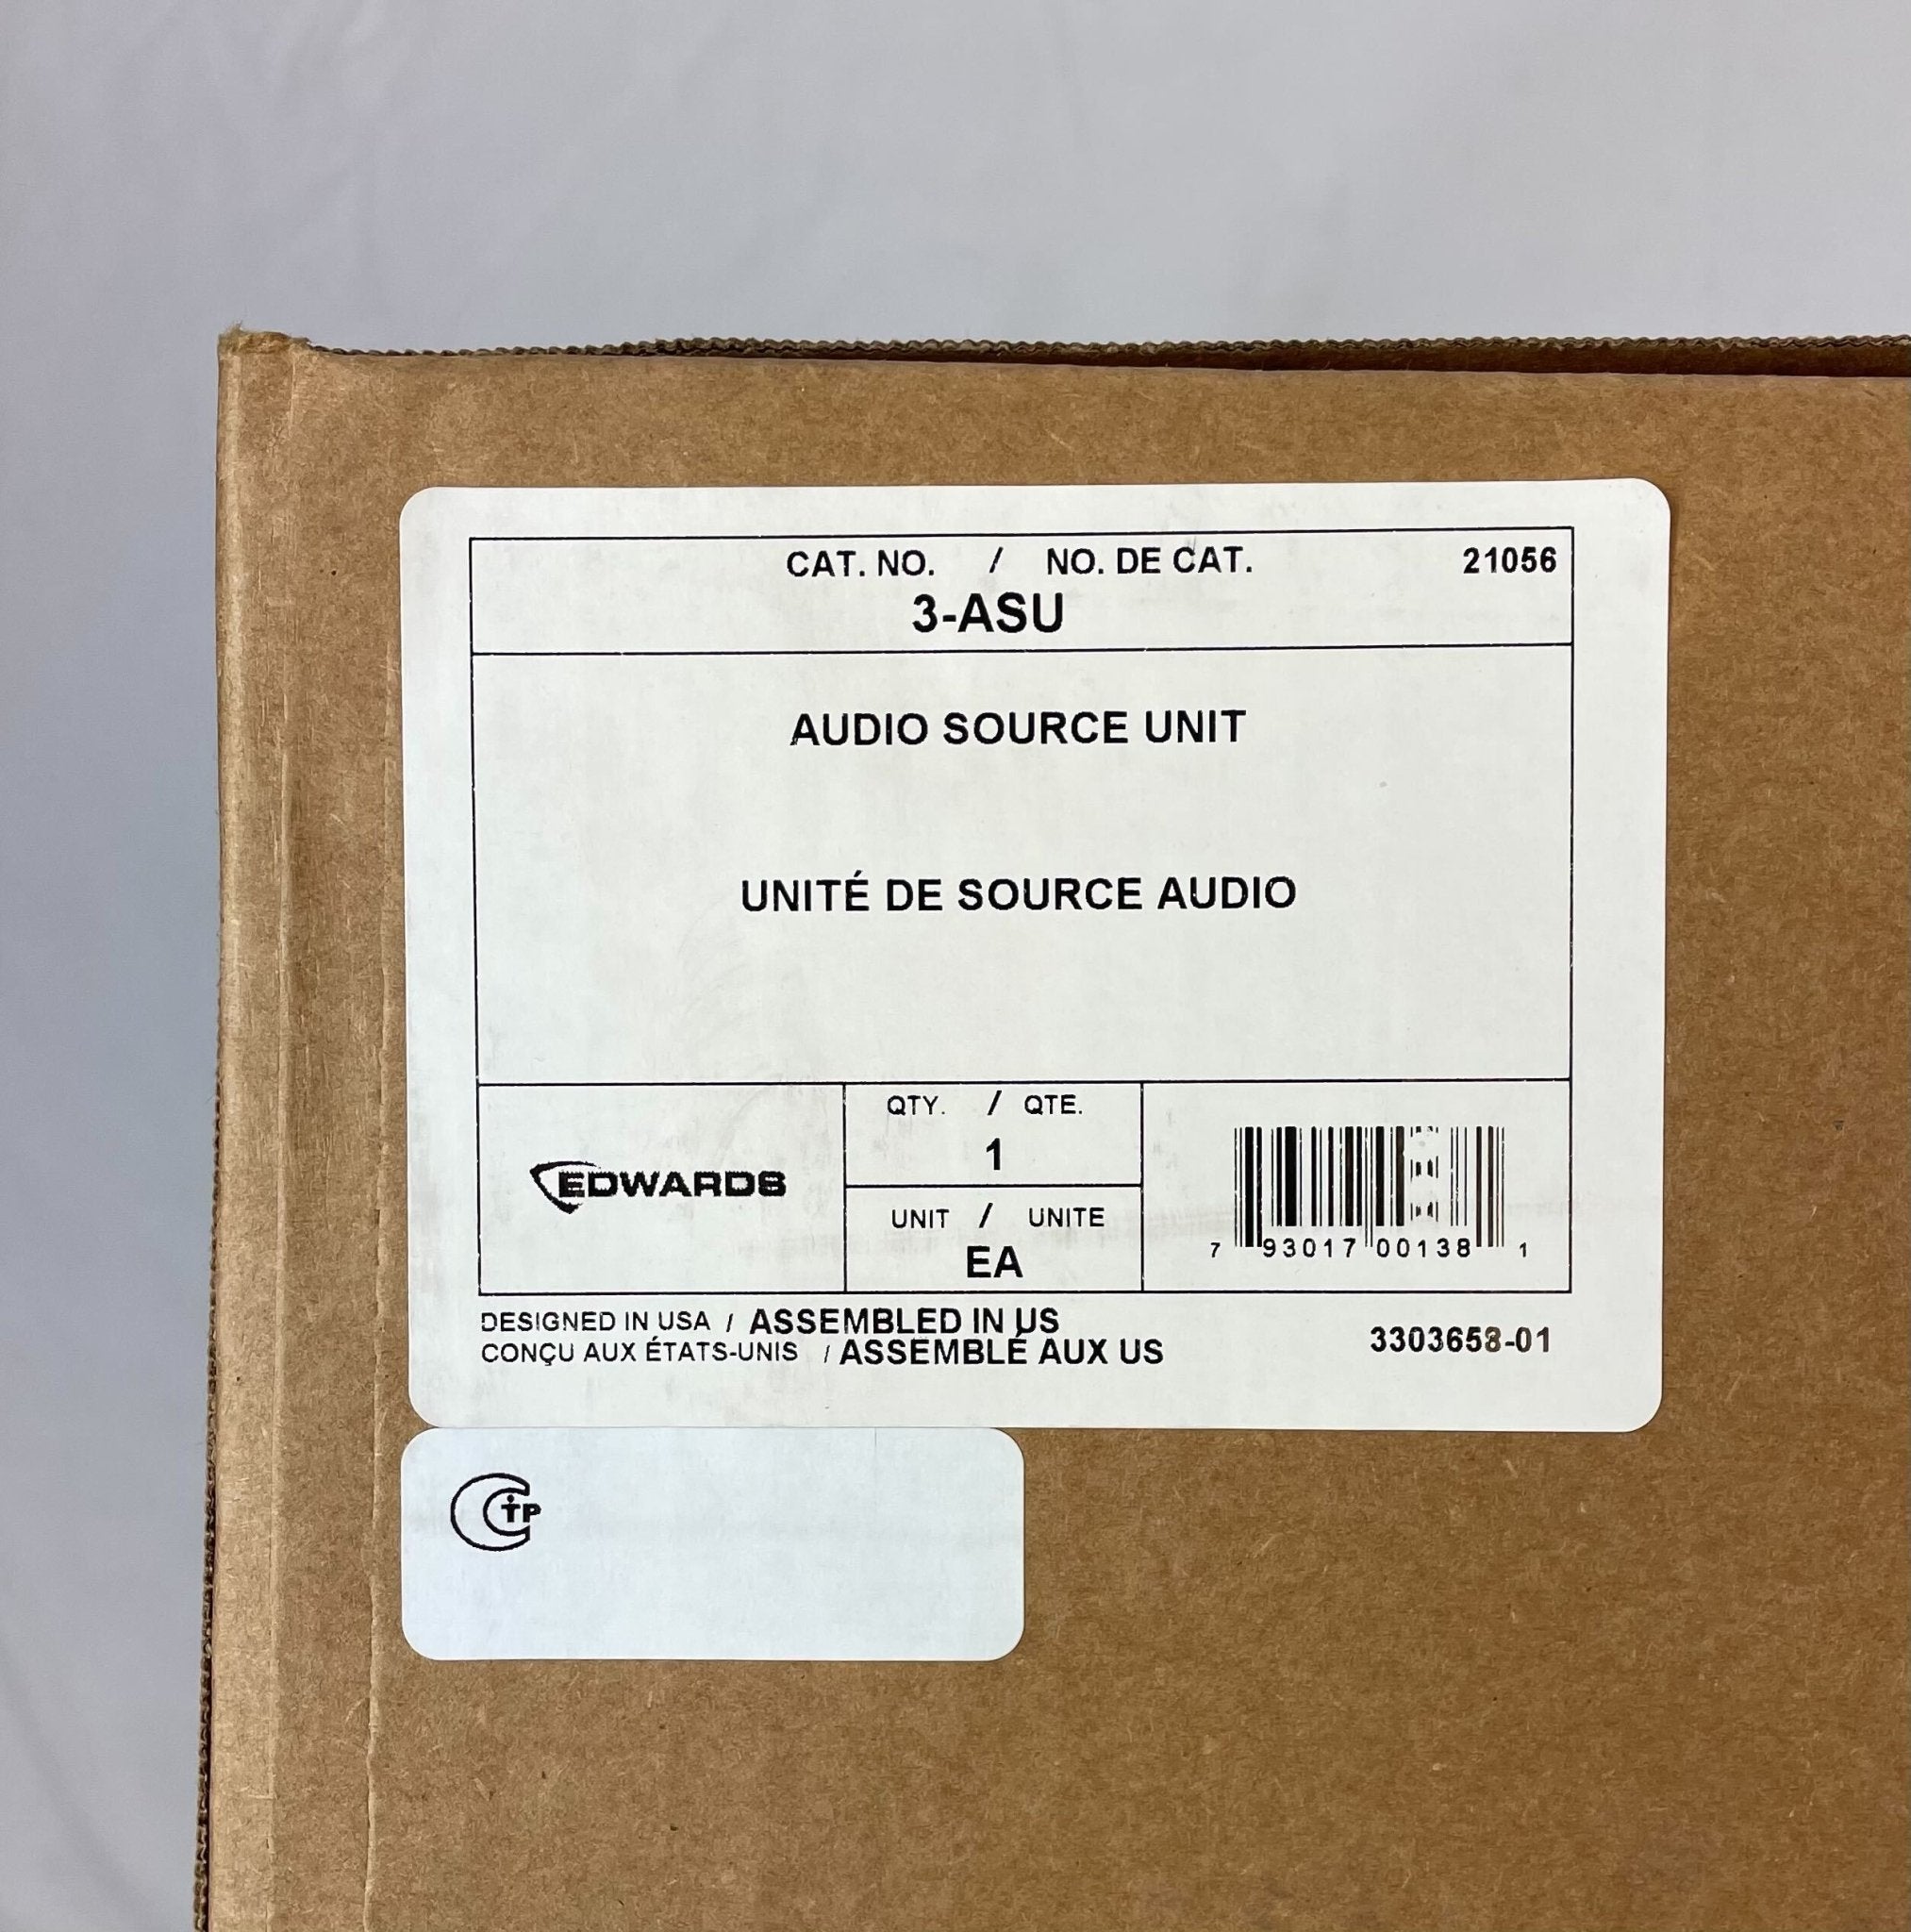 CAT. NO. / NO. DE CAT. 21056
3-ASU
AUDIO SOURCE UNIT
UNITÉ DE SOURCE AUDIO
EDWARDS
QTY. / QTE.
1
UNIT / UNITE
EA
7 93017 00138 1
DESIGNED IN USA / ASSEMBLED IN US
CONÇU AUX ÉTATS-UNIS / ASSEMBLÉ AUX US
3303658-01
CTP